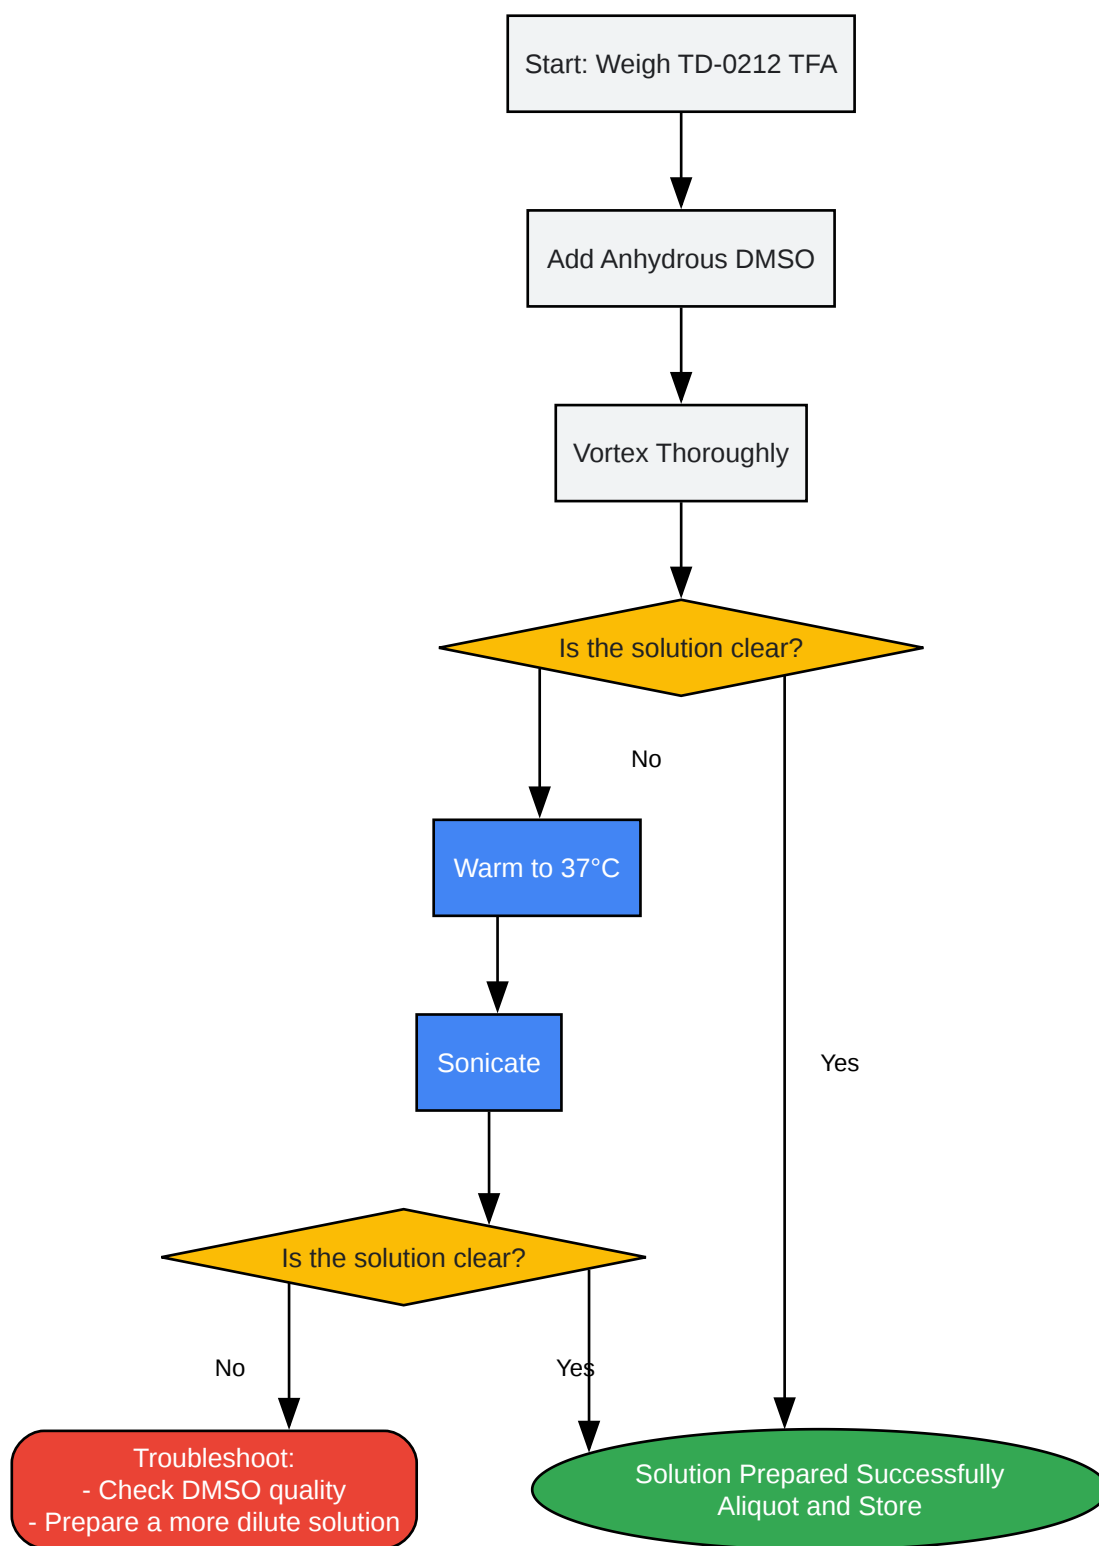 Start: Weigh TD-0212 TFA
Add Anhydrous DMSO
Vortex Thoroughly
Is the solution clear?
No
Warm to 37°C
Sonicate
Yes
Is the solution clear?
No
Yes
Troubleshoot:
- Check DMSO quality
- Prepare a more dilute solution
Solution Prepared Successfully
Aliquot and Store